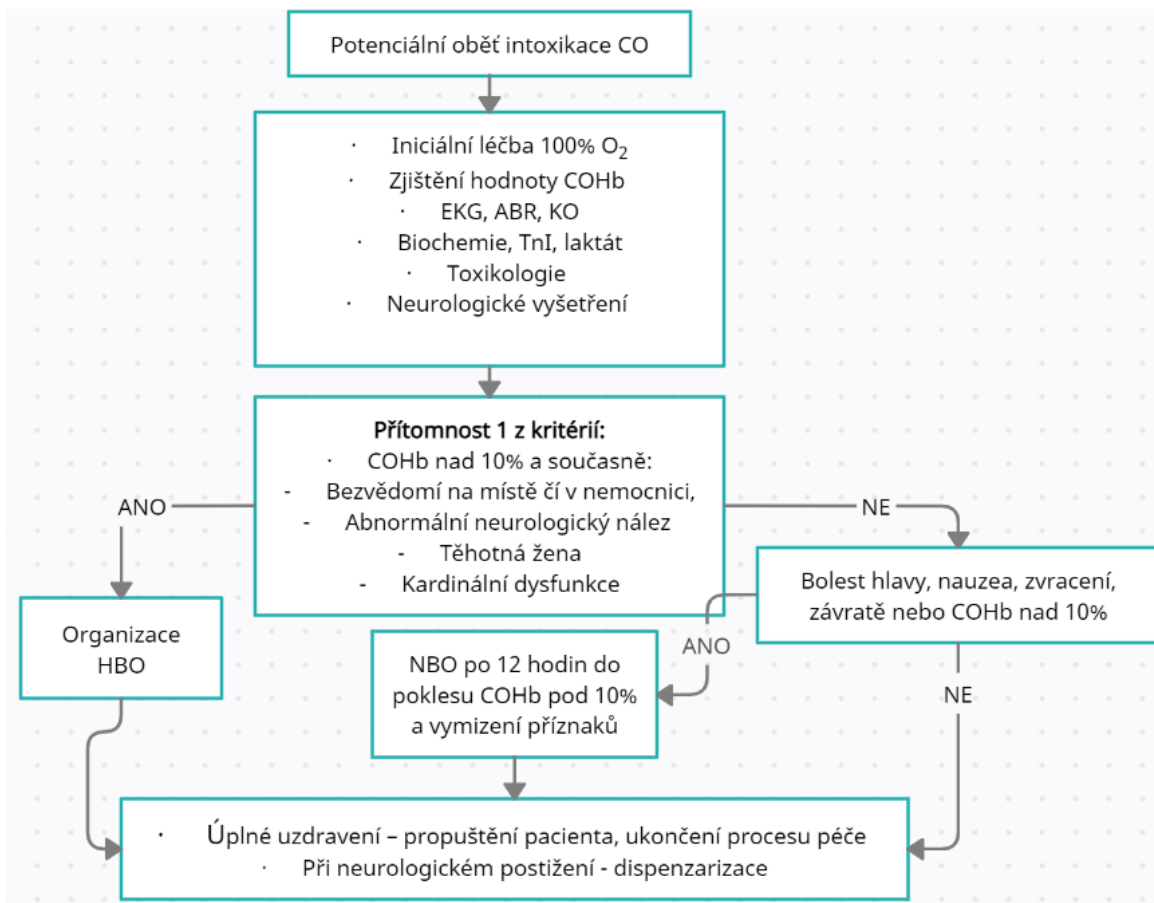 Potenciální oběť intoxikace CO
· Iniciální léčba 100% O₂
· Zjištění hodnoty COHb
· EKG, ABR, KO
· Biochemie, TnI, laktát
· Toxikologie
· Neurologické vyšetření
Přítomnost 1 z kritérií:
· COHb nad 10% a současně:
- Bezvědomí na místě čí v nemocnici,
- Abnormální neurologický nález
- Těhotná žena
- Kardinální dysfunkce
ANO
NE
Organizace
HBO
Bolest hlavy, nauzea, zvracení,
závratě nebo COHb nad 10%
ANO
NE
NBO po 12 hodin do
poklesu COHb pod 10%
a vymizení příznaků
· Úplné uzdravení – propuštění pacienta, ukončení procesu péče
· Při neurologickém postižení - dispenzarizace